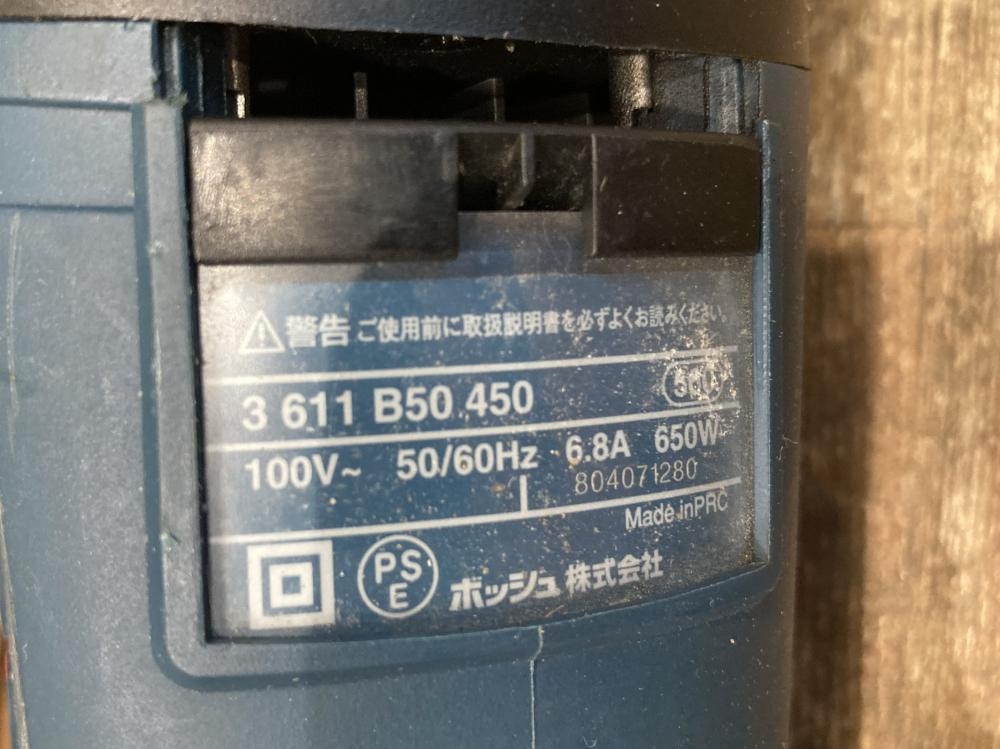 警告 ご使用前に取扱説明書を必ずよくお読みください。
3 611 B50 450
100V~ 50/60Hz 6.8A 650W
804071280
Made in PRC
PSE ボッシュ株式会社